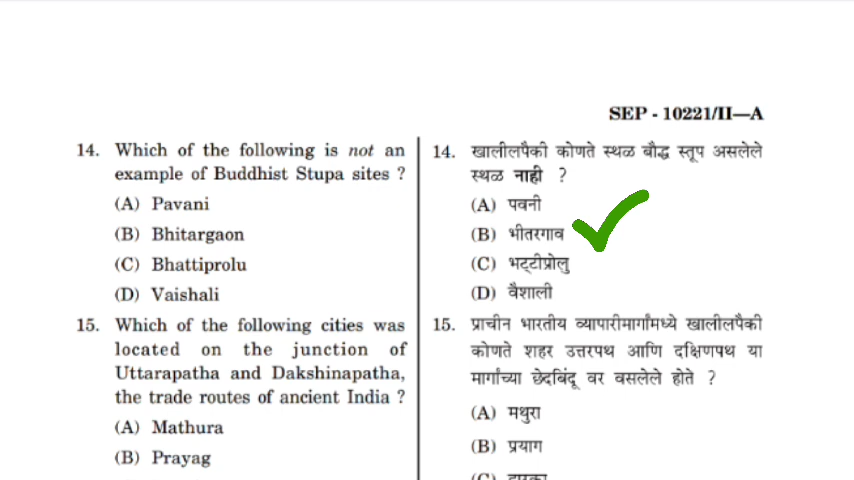 SEP - 10221/II—A
14. Which of the following is not an
example of Buddhist Stupa sites ?
(A) Pavani
(B) Bhitargaon
(C) Bhattiprolu
(D) Vaishali
15. Which of the following cities was
located on the junction of
Uttarapatha and Dakshinapatha,
the trade routes of ancient India ?
(A) Mathura
(B) Prayag
14. खालीलपैकी कोणते स्थळ बौद्ध स्तूप असलेले
स्थळ नाही ?
(A) पवनी
(B) भीतरगाव
(C) भट्टीप्रोलु
(D) वैशाली
15. प्राचीन भारतीय व्यापारीमार्गांमध्ये खालीलपैकी
कोणते शहर उत्तरपथ आणि दक्षिणपथ या
मार्गांच्या छेदबिंदू वर वसलेले होते ?
(A) मथुरा
(B) प्रयाग